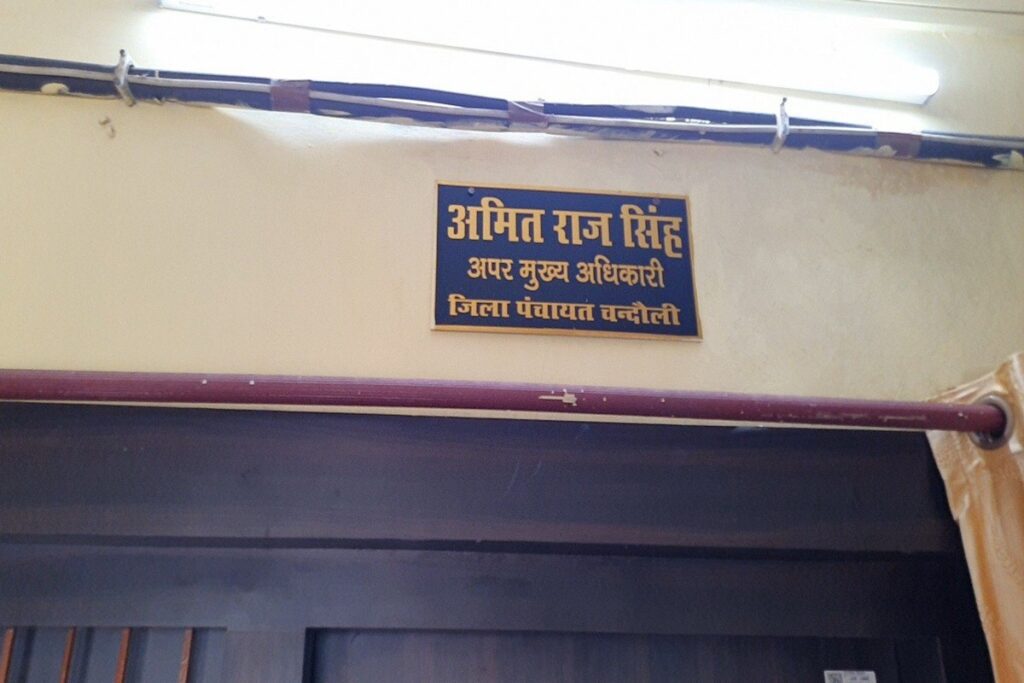 अमित राज सिंह
अपर मुख्य अधिकारी
जिला पंचायत चन्दौली